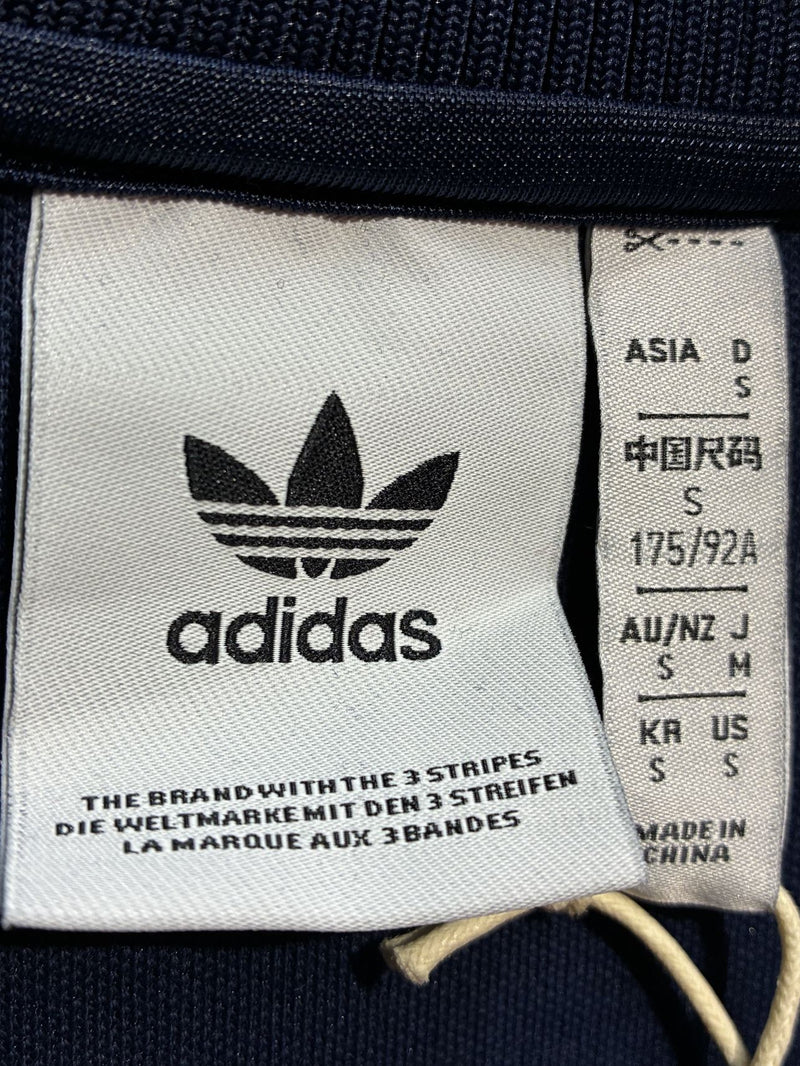 adidas
THE BRAND WITH THE 3 STRIPES
DIE WELTMARKE MIT DEN 3 STREIFEN
LA MARQUE AUX 3 BANDES
ASIA D
S
中国尺码
S
175/92A
AU/NZ J
S M
KR US
S S
MADE IN
CHINA